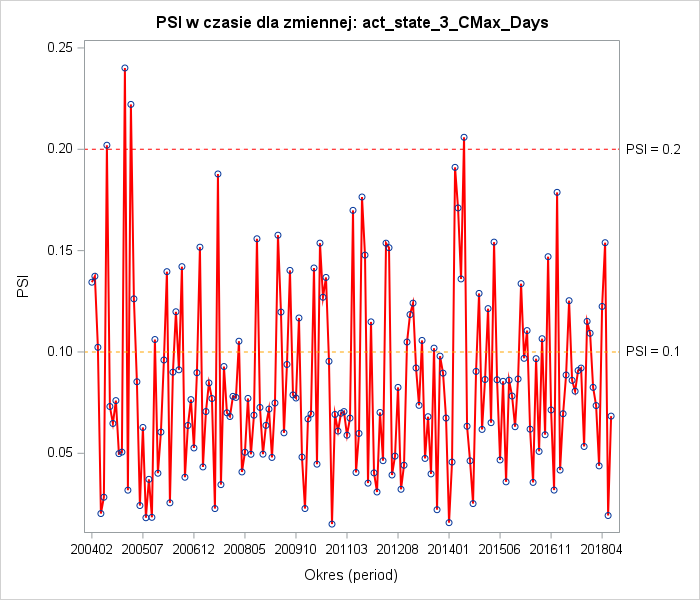 PSI w czasie dla zmiennej: act_state_3_CMax_Days
0.25
0.20
0.15
0.10
0.05
PSI
PSI = 0.2
PSI = 0.1
200402 200507 200612 200805 200910 201103 201208 201401 201506 201611 201804
Okres (period)